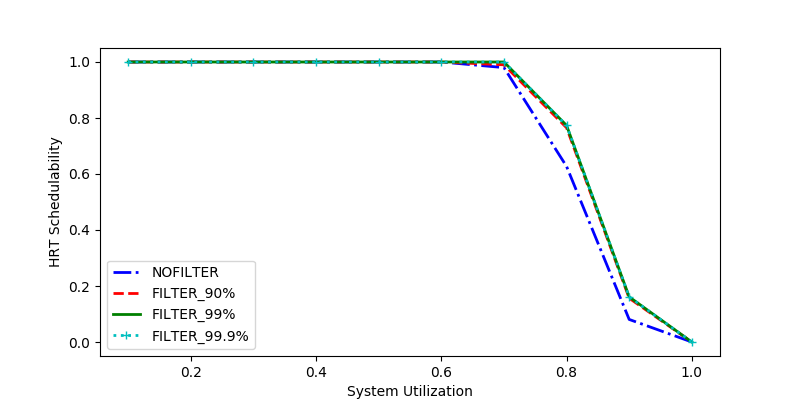 1.0
0.8
0.6
0.4
0.2
0.0
HRT Schedulability
NOFILTER
FILTER_90%
FILTER_99%
FILTER_99.9%
0.2 0.4 0.6 0.8 1.0
System Utilization